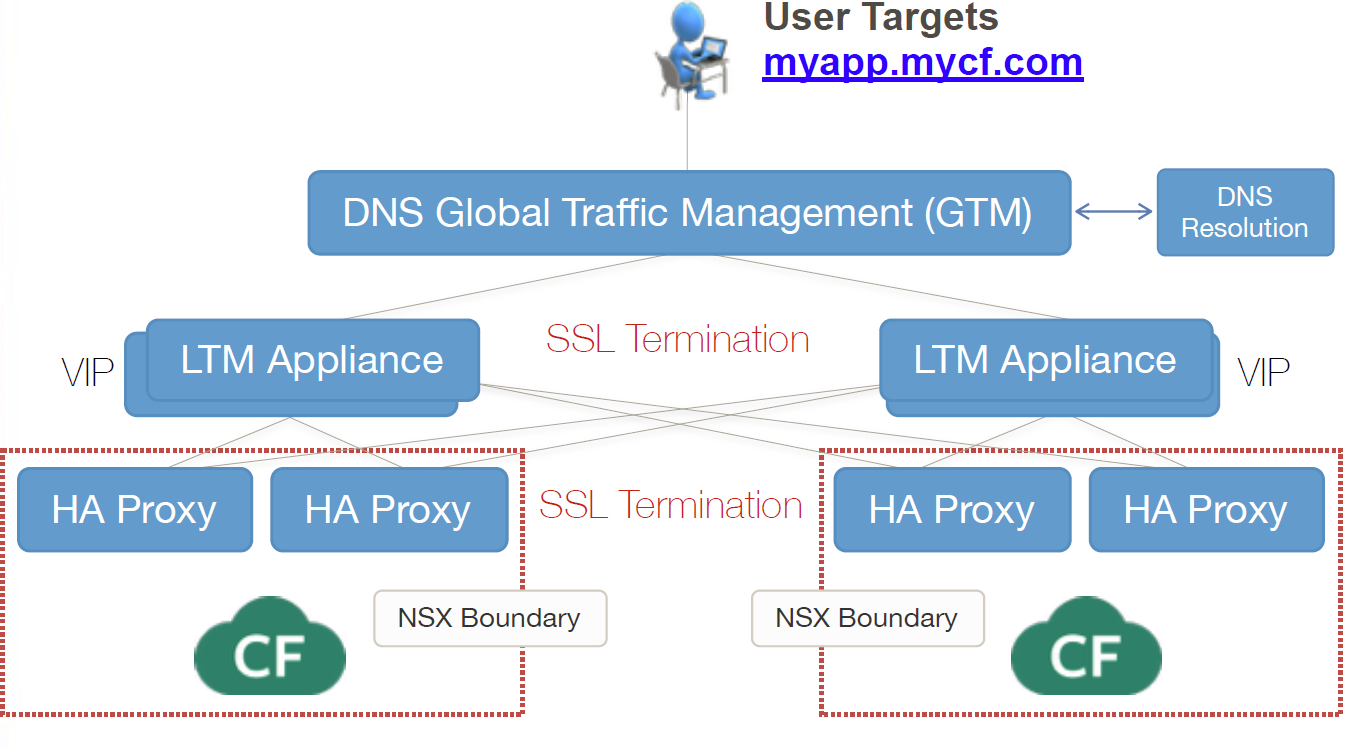 User Targets
myapp.mycf.com
DNS Global Traffic Management (GTM)
DNS
Resolution
SSL Termination
VIP
LTM Appliance
LTM Appliance
VIP
HA Proxy
HA Proxy
SSL Termination
HA Proxy
HA Proxy
NSX Boundary
NSX Boundary
CF
CF